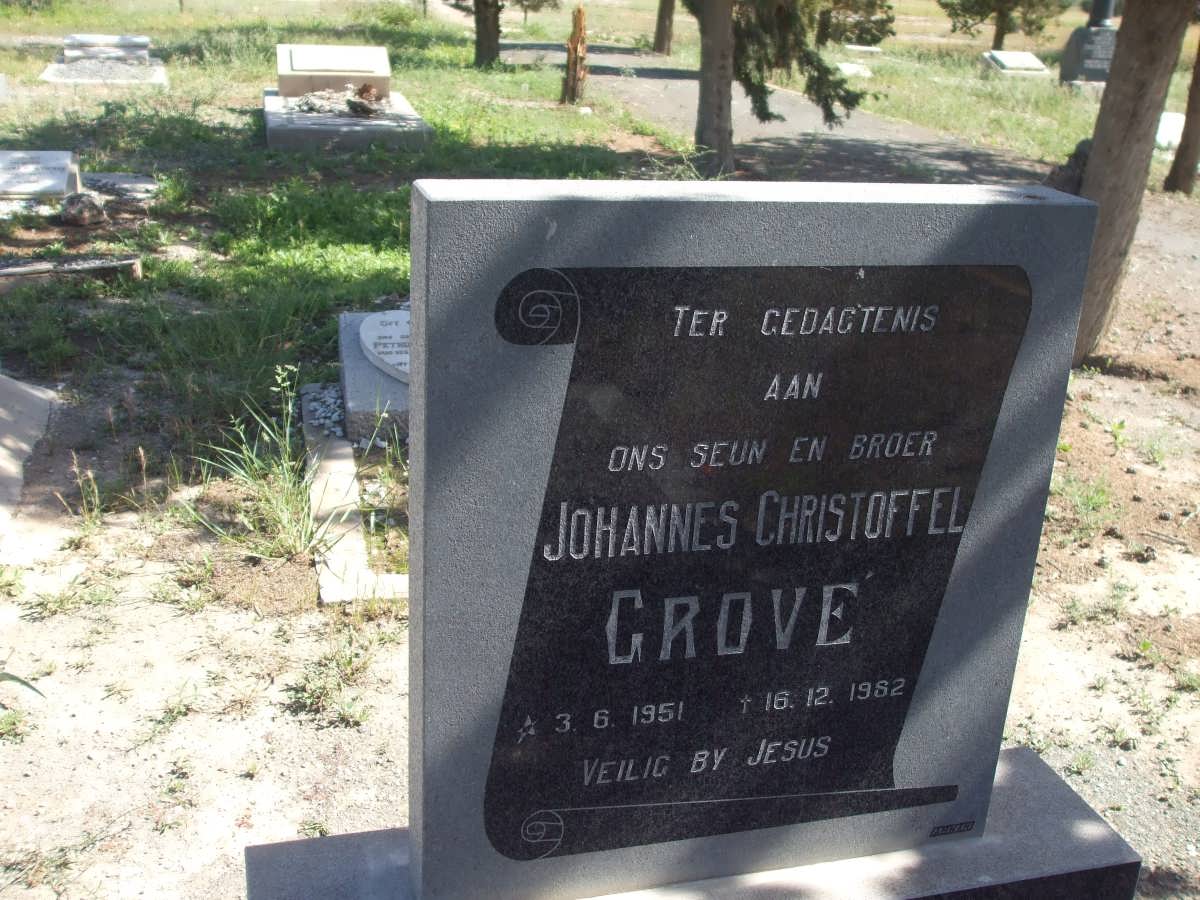 TER GEDAGTENIS
AAN
ONS SEUN EN BROER
JOHANNES CHRISTOFFEL
GROVÉ
3. 6. 1951 † 16. 12. 1982
VEILIG BY JESUS